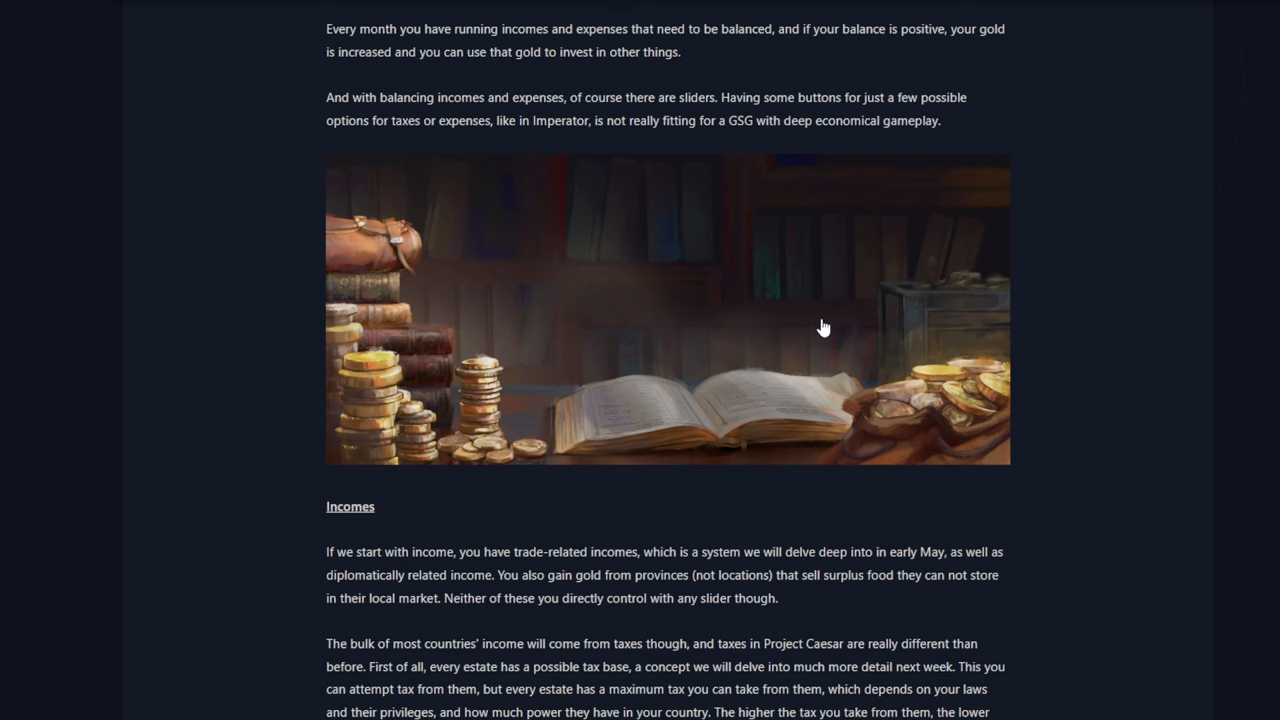 Every month you have running incomes and expenses that need to be balanced, and if your balance is positive, your gold
is increased and you can use that gold to invest in other things.
And with balancing incomes and expenses, of course there are sliders. Having some buttons for just a few possible
options for taxes or expenses, like in Imperator, is not really fitting for a GSG with deep economical gameplay.
Incomes
If we start with income, you have trade-related incomes, which is a system we will delve deep into in early May, as well as
diplomatically related income. You also gain gold from provinces (not locations) that sell surplus food they can not store
in their local market. Neither of these you directly control with any slider though.
The bulk of most countries' income will come from taxes though, and taxes in Project Caesar are really different than
before. First of all, every estate has a possible tax base, a concept we will delve into much more detail next week. This you
can attempt tax from them, but every estate has a maximum tax you can take from them, which depends on your laws
and their privileges, and how much power they have in your country. The higher the tax you take from them, the lower